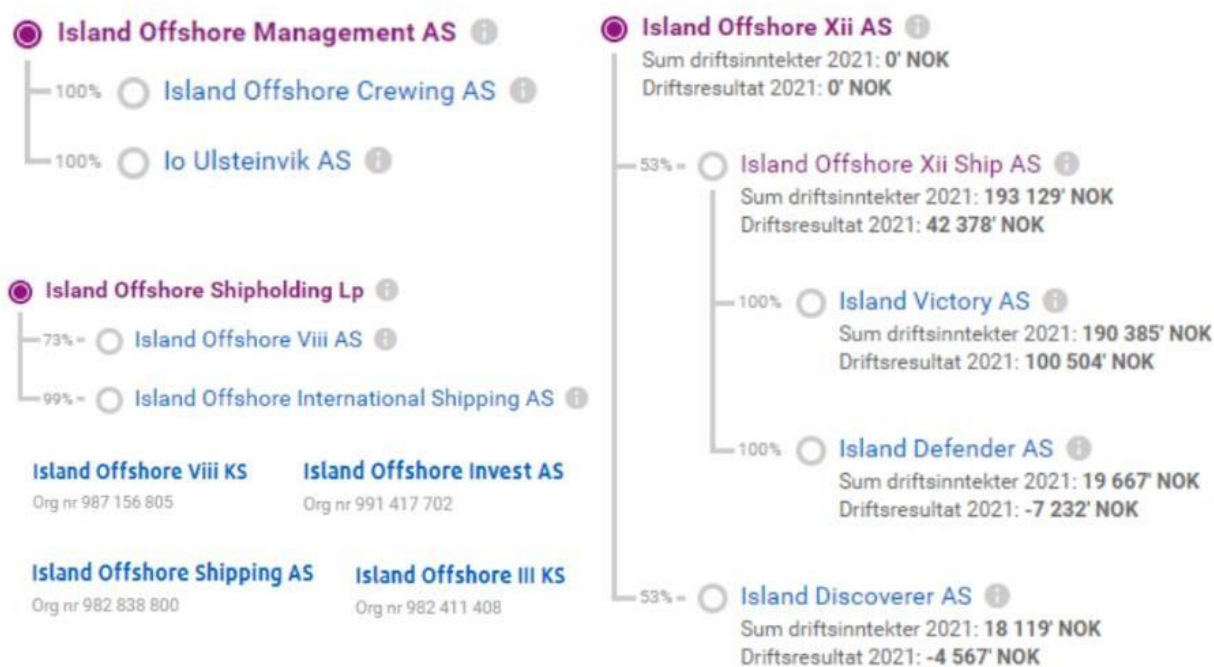 Island Offshore Management AS
100% Island Offshore Crewing AS
100% Io Ulsteinvik AS
Island Offshore Shipholding Lp
73% Island Offshore Viii AS
99% Island Offshore International Shipping AS
Island Offshore Viii KS
Org nr 987 156 805
Island Offshore Invest AS
Org nr 991 417 702
Island Offshore Shipping AS
Org nr 982 838 800
Island Offshore III KS
Org nr 982 411 408
Island Offshore Xii AS
Sum driftsinntekter 2021: 0' NOK
Driftsresultat 2021: 0' NOK
53% Island Offshore Xii Ship AS
Sum driftsinntekter 2021: 193 129' NOK
Driftsresultat 2021: 42 378' NOK
100% Island Victory AS
Sum driftsinntekter 2021: 190 385' NOK
Driftsresultat 2021: 100 504' NOK
100% Island Defender AS
Sum driftsinntekter 2021: 19 667' NOK
Driftsresultat 2021: -7 232' NOK
53% Island Discoverer AS
Sum driftsinntekter 2021: 18 119' NOK
Driftsresultat 2021: -4 567' NOK